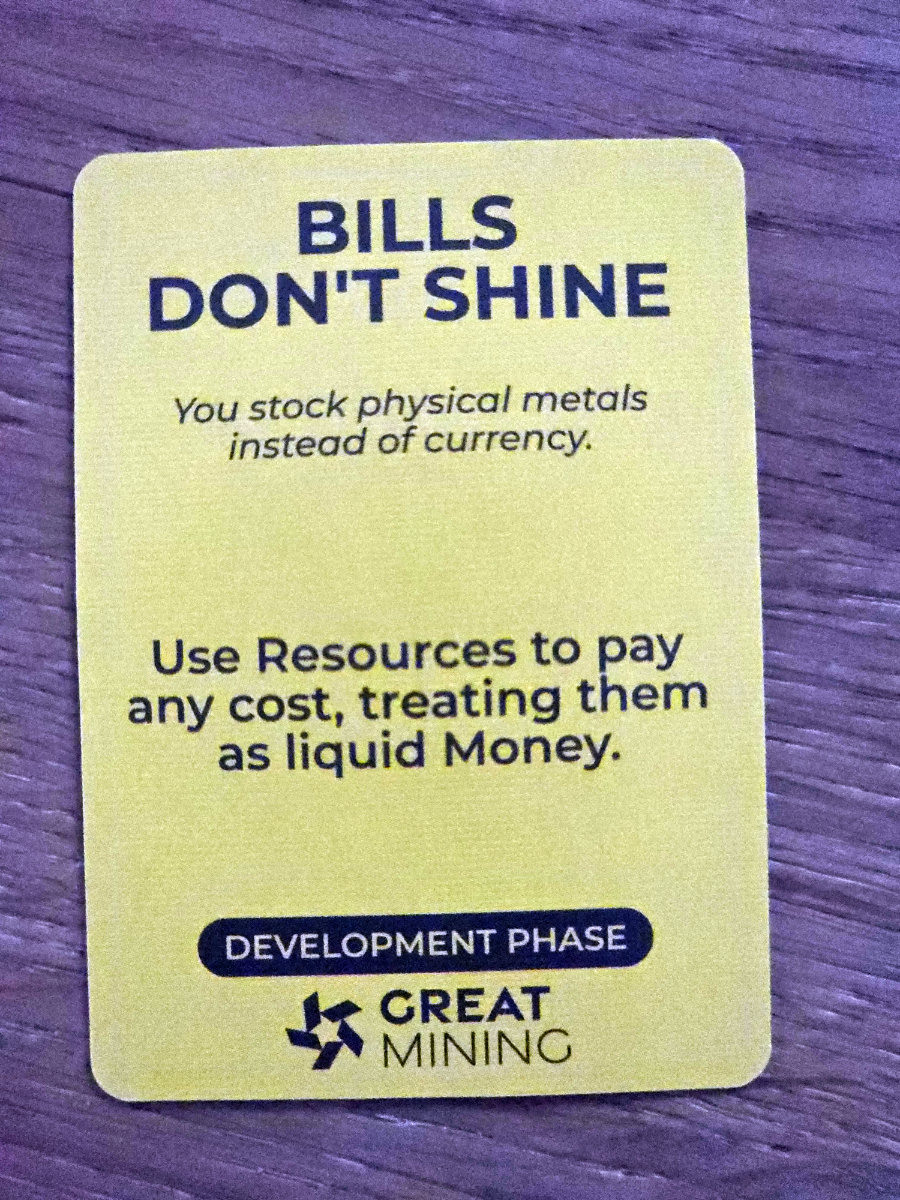 BILLS
DON'T SHINE
You stock physical metals
instead of currency.
Use Resources to pay
any cost, treating them
as liquid Money.
DEVELOPMENT PHASE
GREAT
MINING